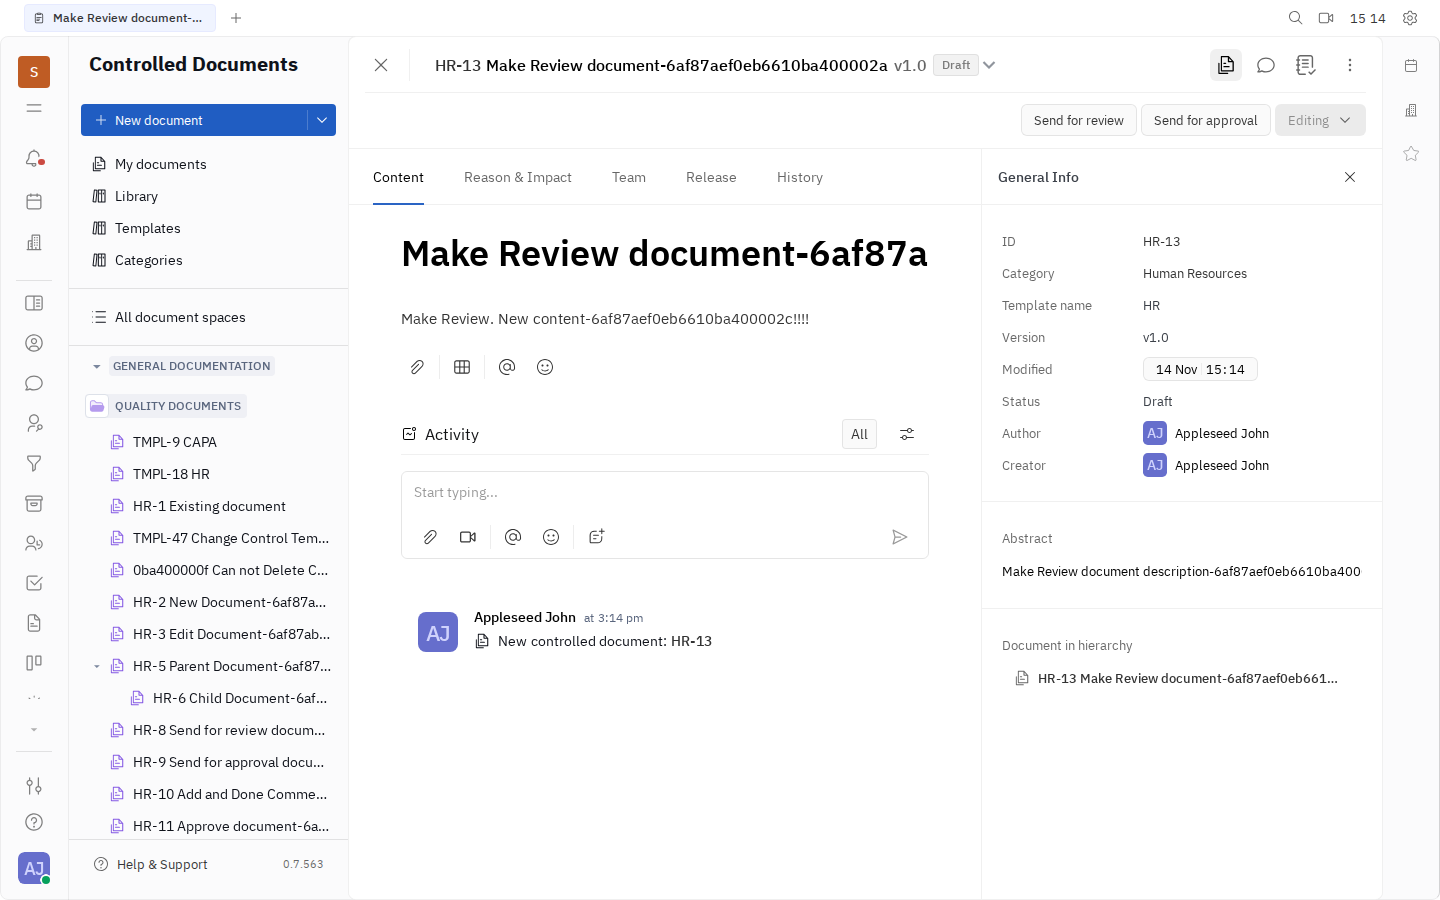 Make Review document-...
15 14
S
Controlled Documents
New document
My documents
Library
Templates
Categories
All document spaces
GENERAL DOCUMENTATION
QUALITY DOCUMENTS
TMPL-9 CAPA
TMPL-18 HR
HR-1 Existing document
TMPL-47 Change Control Tem...
0ba400000f Can not Delete C...
HR-2 New Document-6af87a...
HR-3 Edit Document-6af87ab...
HR-5 Parent Document-6af87...
HR-6 Child Document-6af...
HR-8 Send for review docum...
HR-9 Send for approval docu...
HR-10 Add and Done Comme...
HR-11 Approve document-6a...
Help & Support 0.7.563
AJ
HR-13 Make Review document-6af87aef0eb6610ba400002a v1.0 Draft
Send for review Send for approval Editing
Content Reason & Impact Team Release History
Make Review document-6af87a
Make Review. New content-6af87aef0eb6610ba400002c!!!!
Activity All
Start typing...
AJ
Appleseed John at 3:14 pm
New controlled document: HR-13
General Info
ID HR-13
Category Human Resources
Template name HR
Version v1.0
Modified 14 Nov 15:14
Status Draft
Author AJ Appleseed John
Creator AJ Appleseed John
Abstract
Make Review document description-6af87aef0eb6610ba400
Document in hierarchy
HR-13 Make Review document-6af87aef0eb661...